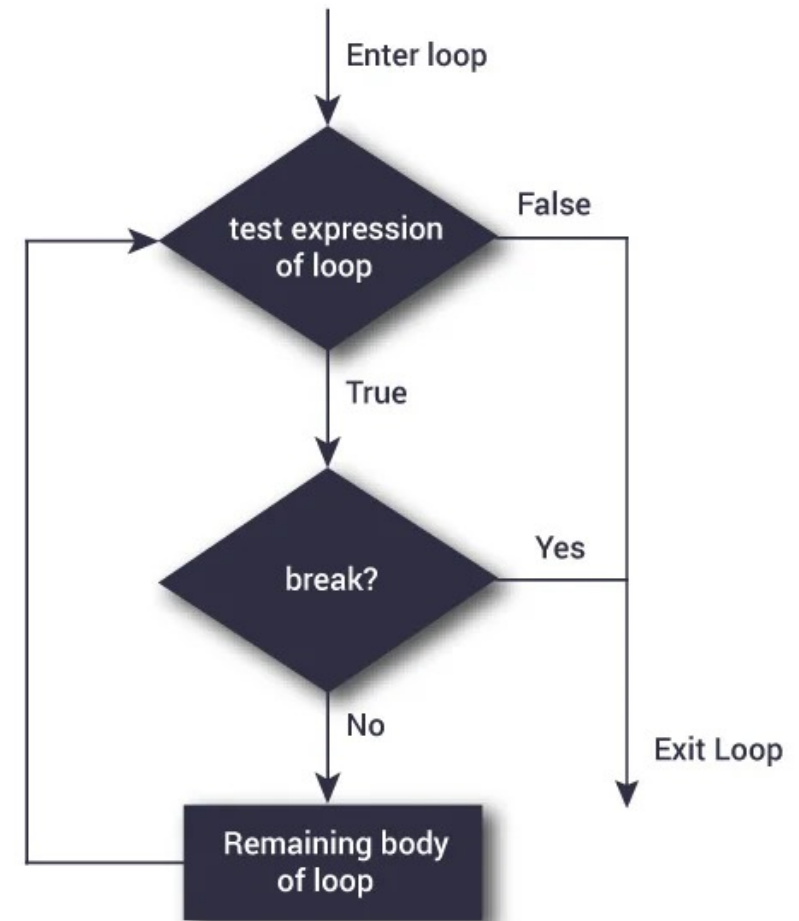 Enter loop
False
test expression
of loop
True
Yes
break?
No
Exit Loop
Remaining body
of loop